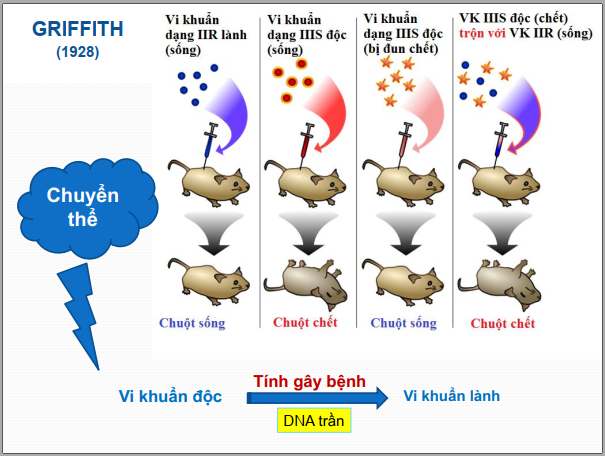 GRIFFITH
(1928)
Vi khuẩn
dạng IIR lành
(sống)
Vi khuẩn
dạng IIIS độc
(sống)
Vi khuẩn
dạng IIIS độc
(bị đun chết)
VK IIIS độc (chết)
trộn với VK IIR (sống)
Chuyển
thể
Chuột sống
Chuột chết
Chuột sống
Chuột chết
Vi khuẩn độc
Tính gây bệnh
DNA trần
Vi khuẩn lành